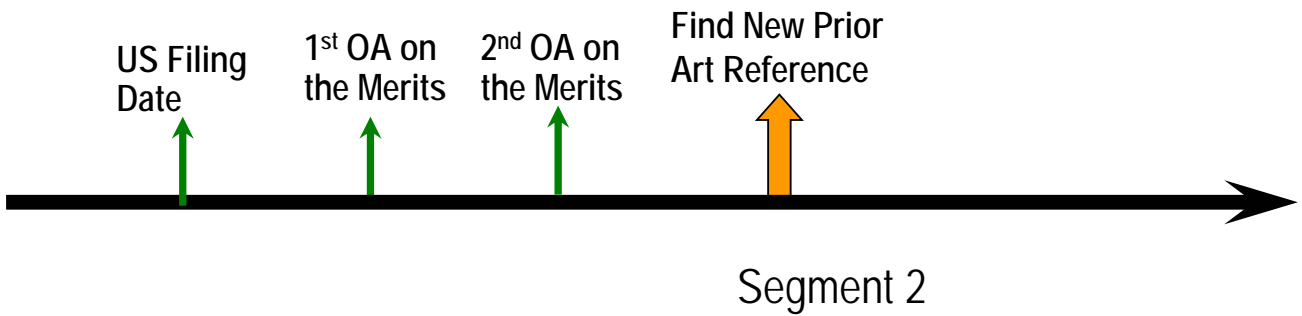 US Filing
Date
1st OA on
the Merits
2nd OA on
the Merits
Find New Prior
Art Reference
Segment 2